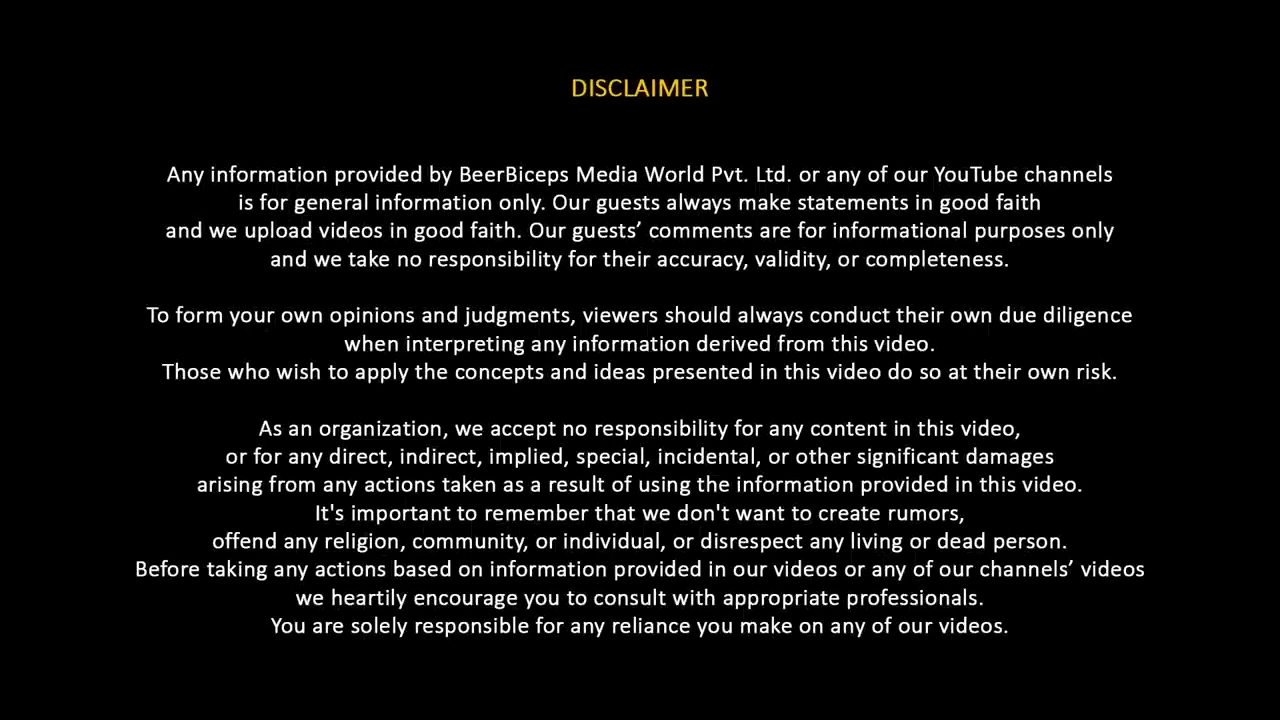 DISCLAIMER
Any information provided by BeerBiceps Media World Pvt. Ltd. or any of our YouTube channels
is for general information only. Our guests always make statements in good faith
and we upload videos in good faith. Our guests’ comments are for informational purposes only
and we take no responsibility for their accuracy, validity, or completeness.
To form your own opinions and judgments, viewers should always conduct their own due diligence
when interpreting any information derived from this video.
Those who wish to apply the concepts and ideas presented in this video do so at their own risk.
As an organization, we accept no responsibility for any content in this video,
or for any direct, indirect, implied, special, incidental, or other significant damages
arising from any actions taken as a result of using the information provided in this video.
It's important to remember that we don't want to create rumors,
offend any religion, community, or individual, or disrespect any living or dead person.
Before taking any actions based on information provided in our videos or any of our channels’ videos
we heartily encourage you to consult with appropriate professionals.
You are solely responsible for any reliance you make on any of our videos.